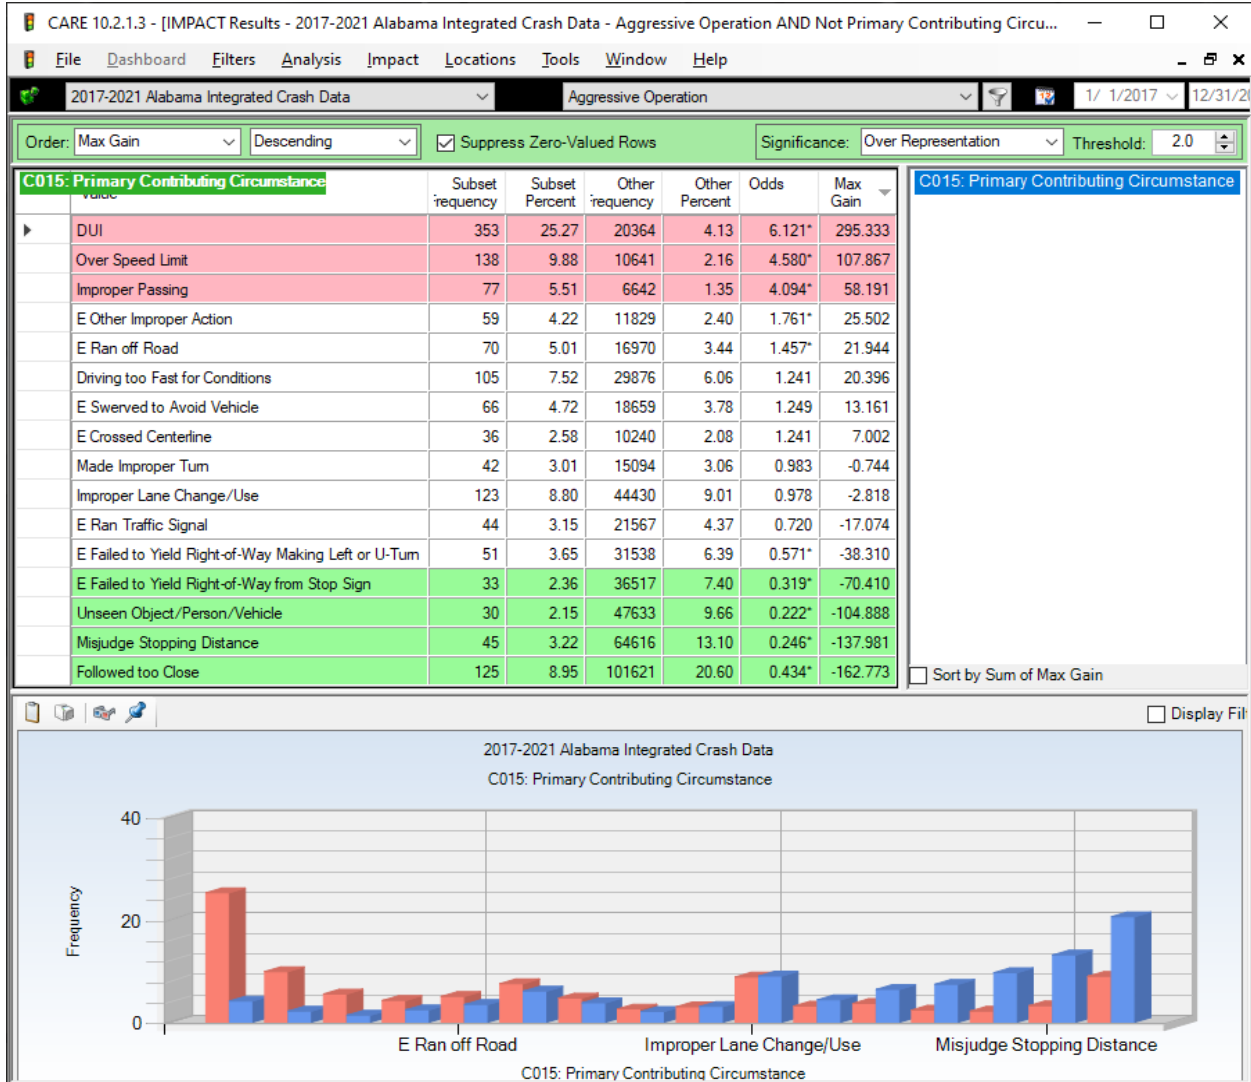 CARE 10.2.1.3 - [IMPACT Results - 2017-2021 Alabama Integrated Crash Data - Aggressive Operation AND Not Primary Contributing Circu...
File Dashboard Filters Analysis Impact Locations Tools Window Help
2017-2021 Alabama Integrated Crash Data Aggressive Operation 1/ 1/2017 12/31/20
Order: Max Gain Descending Suppress Zero-Valued Rows Significance: Over Representation Threshold: 2.0
C015: Primary Contributing Circumstance
Value Subset Frequency Subset Percent Other Frequency Other Percent Odds Max Gain
DUI 353 25.27 20364 4.13 6.121* 295.333
Over Speed Limit 138 9.88 10641 2.16 4.580* 107.867
Improper Passing 77 5.51 6642 1.35 4.094* 58.191
E Other Improper Action 59 4.22 11829 2.40 1.761* 25.502
E Ran off Road 70 5.01 16970 3.44 1.457* 21.944
Driving too Fast for Conditions 105 7.52 29876 6.06 1.241 20.396
E Swerved to Avoid Vehicle 66 4.72 18659 3.78 1.249 13.161
E Crossed Centerline 36 2.58 10240 2.08 1.241 7.002
Made Improper Turn 42 3.01 15094 3.06 0.983 -0.744
Improper Lane Change/Use 123 8.80 44430 9.01 0.978 -2.818
E Ran Traffic Signal 44 3.15 21567 4.37 0.720 -17.074
E Failed to Yield Right-of-Way Making Left or U-Turn 51 3.65 31538 6.39 0.571* -38.310
E Failed to Yield Right-of-Way from Stop Sign 33 2.36 36517 7.40 0.319* -70.410
Unseen Object/Person/Vehicle 30 2.15 47633 9.66 0.222* -104.888
Misjudge Stopping Distance 45 3.22 64616 13.10 0.246* -137.981
Followed too Close 125 8.95 101621 20.60 0.434* -162.773
C015: Primary Contributing Circumstance
Sort by Sum of Max Gain
Display Filt
2017-2021 Alabama Integrated Crash Data
C015: Primary Contributing Circumstance
Frequency
40
20
0
E Ran off Road Improper Lane Change/Use Misjudge Stopping Distance
C015: Primary Contributing Circumstance